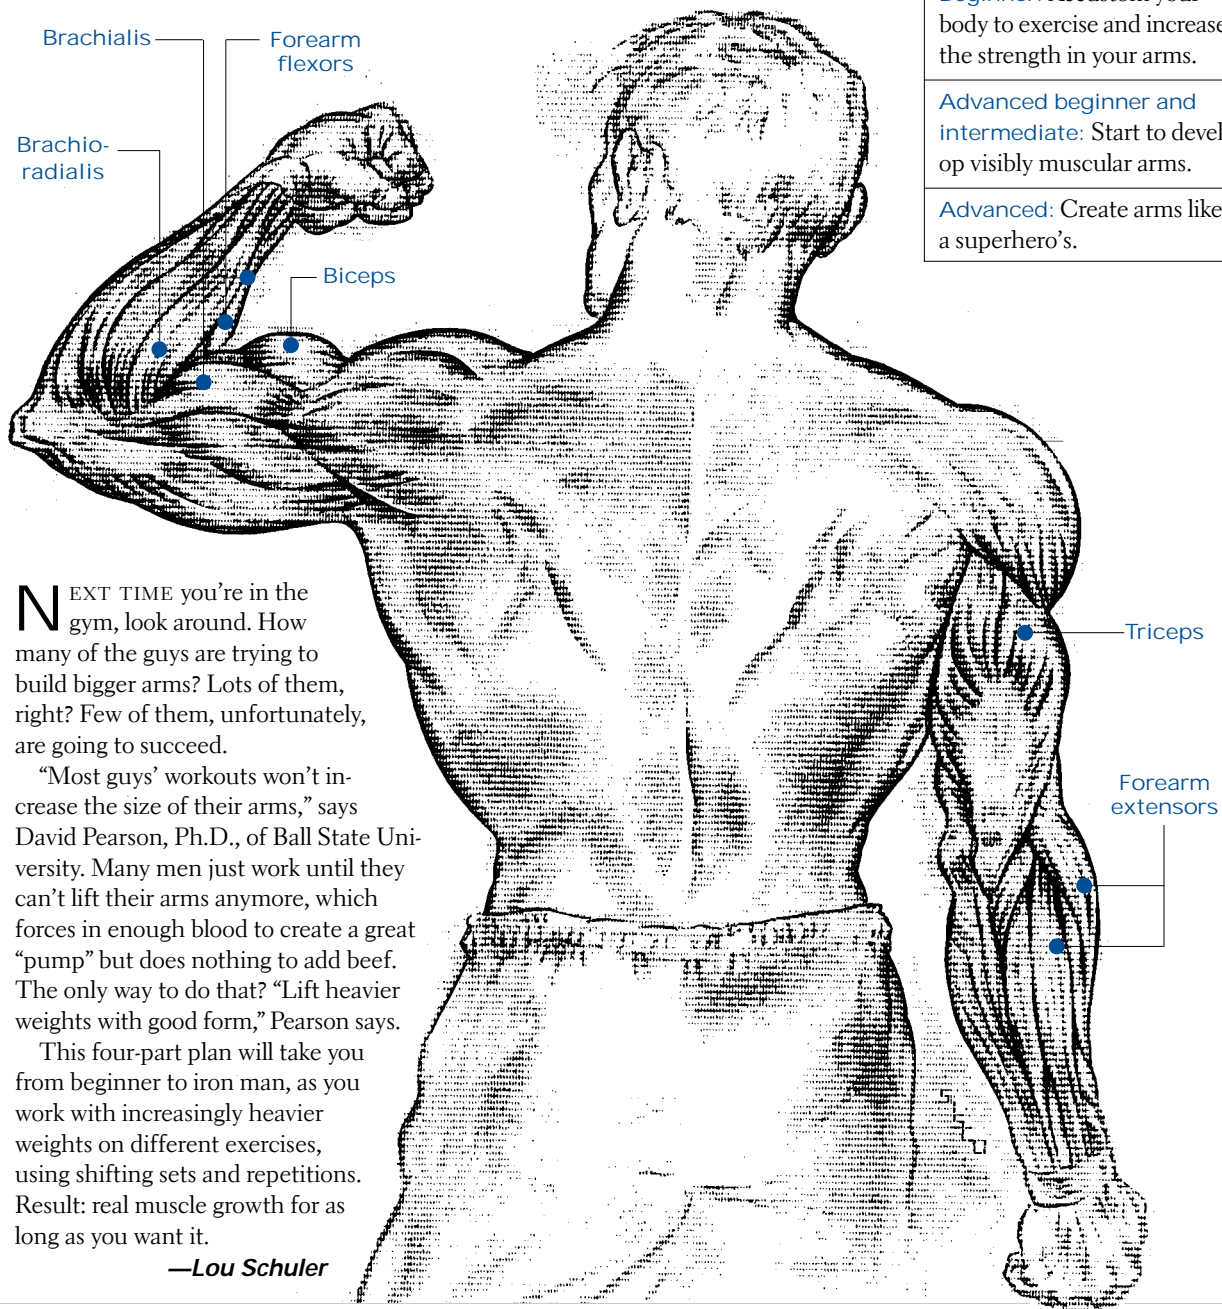 Brachialis
Forearm
flexors
Brachio-
radialis
Biceps
body to exercise and increase
the strength in your arms.
Advanced beginner and
intermediate: Start to devel
op visibly muscular arms.
Advanced: Create arms like
a superhero's.
Triceps
Forearm
extensors
NEXT TIME you're in the
gym, look around. How
many of the guys are trying to
build bigger arms? Lots of them,
right? Few of them, unfortunately,
are going to succeed.
“Most guys' workouts won't in-
crease the size of their arms,” says
David Pearson, Ph.D., of Ball State Uni-
versity. Many men just work until they
can't lift their arms anymore, which
forces in enough blood to create a great
“pump” but does nothing to add beef.
The only way to do that? “Lift heavier
weights with good form,” Pearson says.
This four-part plan will take you
from beginner to iron man, as you
work with increasingly heavier
weights on different exercises,
using shifting sets and repetitions.
Result: real muscle growth for as
long as you want it.
—Lou Schuler